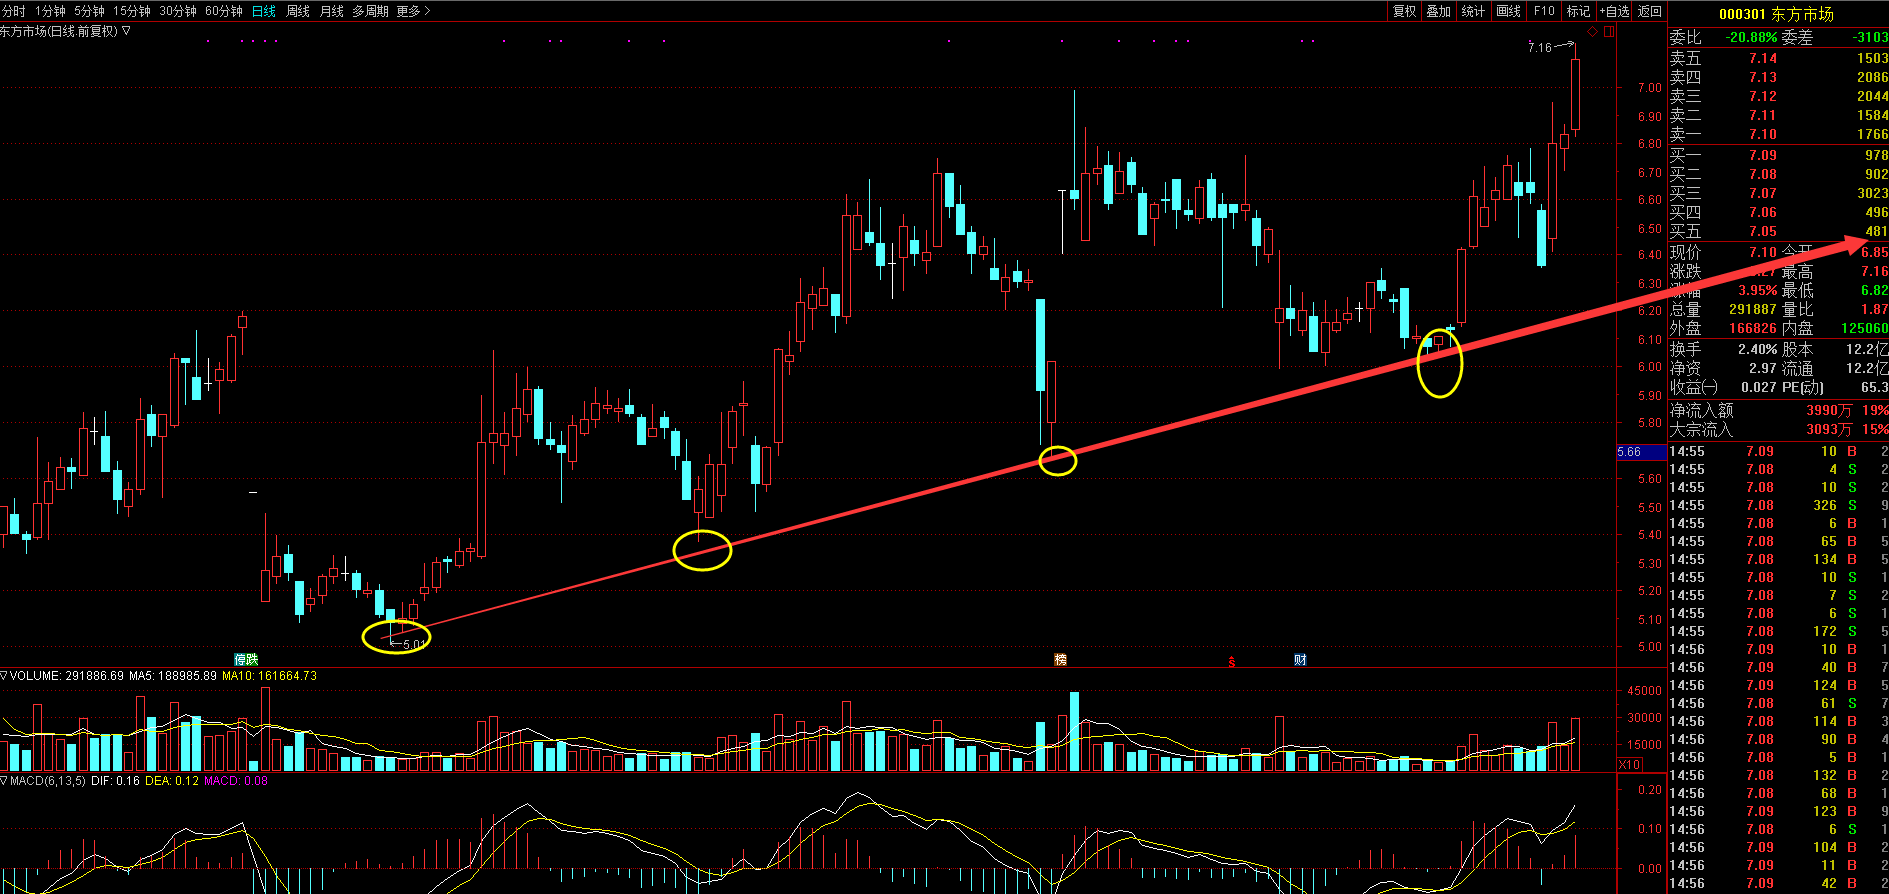 分时 1分钟 5分钟 15分钟 30分钟 60分钟 日线 周线 月线 多周期 更多 >
复权 叠加 统计 画线 F10 标记 +自选 返回
000301 东方市场
东方市场(日线.前复权) ▽
委比 -20.88% 委差 -3103
卖五 7.14 1503
卖四 7.13 2086
卖三 7.12 2044
卖二 7.11 1584
卖一 7.10 1766
买一 7.09 978
买二 7.08 902
买三 7.07 3023
买四 7.06 496
买五 7.05 481
现价 7.10 今开 6.85
涨跌 最高 7.16
涨幅 3.95% 最低 6.82
总量 291887 量比 1.87
外盘 166826 内盘 125060
换手 2.40% 股本 12.2亿
净资 2.97 流通 12.2亿
收益㈠ 0.027 PE(动) 65.3
净流入额 3990万 19%
大宗流入 3093万 15%
14:55 7.09 10 B 2
14:55 7.08 4 S 2
14:55 7.08 10 S 2
14:55 7.08 326 S 9
14:55 7.08 6 B 1
14:55 7.08 65 B 5
14:55 7.08 134 B 5
14:55 7.08 10 S 1
14:55 7.08 7 S 2
14:55 7.08 6 S 1
14:55 7.08 172 S 5
14:56 7.09 10 B 1
14:56 7.09 40 B 7
14:56 7.09 124 B 5
14:56 7.08 61 S 7
14:56 7.09 114 B 3
14:56 7.09 90 B 4
14:56 7.08 5 B 1
14:56 7.08 132 B 2
14:56 7.08 68 B 1
14:56 7.09 123 B 9
14:56 7.08 6 S 1
14:56 7.08 104 B 2
14:56 7.09 11 B 2
14:56 7.09 42 B 2
7.16
7.00
6.90
6.80
6.70
6.60
6.50
6.40
6.30
6.20
6.10
6.00
5.90
5.80
5.66
5.60
5.50
5.40
5.30
5.20
5.10
5.00
5.01
停跌
榜
财
▽VOLUME: 291886.69 MA5: 188985.89 MA10: 161664.73
45000
30000
15000
X10
▽MACD(6,13,5) DIF: 0.16 DEA: 0.12 MACD: 0.08
0.20
0.10
0.00